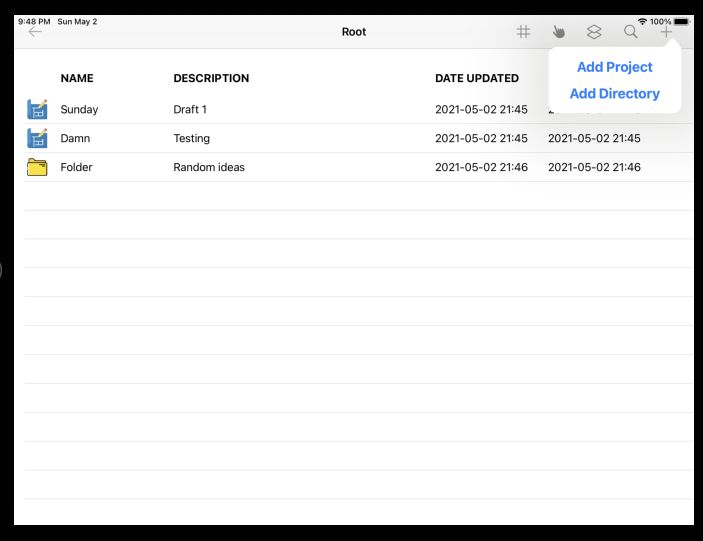 9:48 PM Sun May 2
100%
Root
Add Project
Add Directory
NAME DESCRIPTION DATE UPDATED
Sunday Draft 1 2021-05-02 21:45
Damn Testing 2021-05-02 21:45 2021-05-02 21:45
Folder Random ideas 2021-05-02 21:46 2021-05-02 21:46